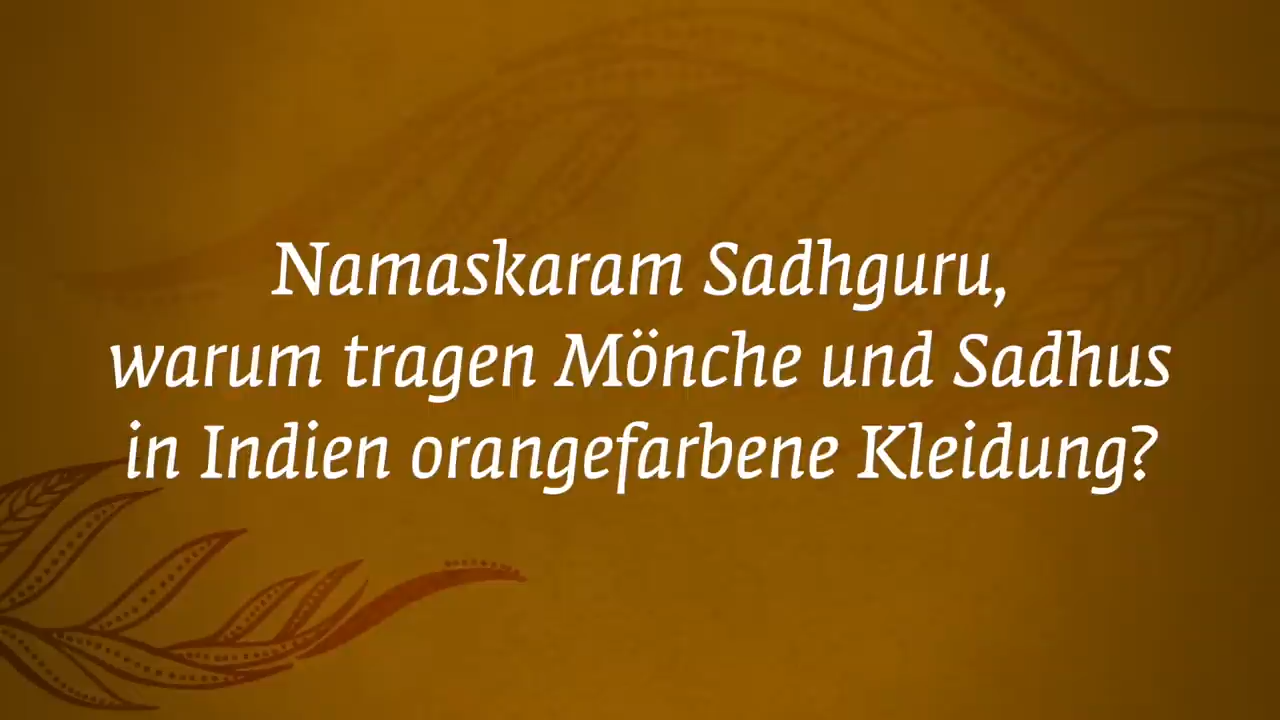 Namaskaram Sadhguru,
warum tragen Mönche und Sadhus
in Indien orangefarbene Kleidung?